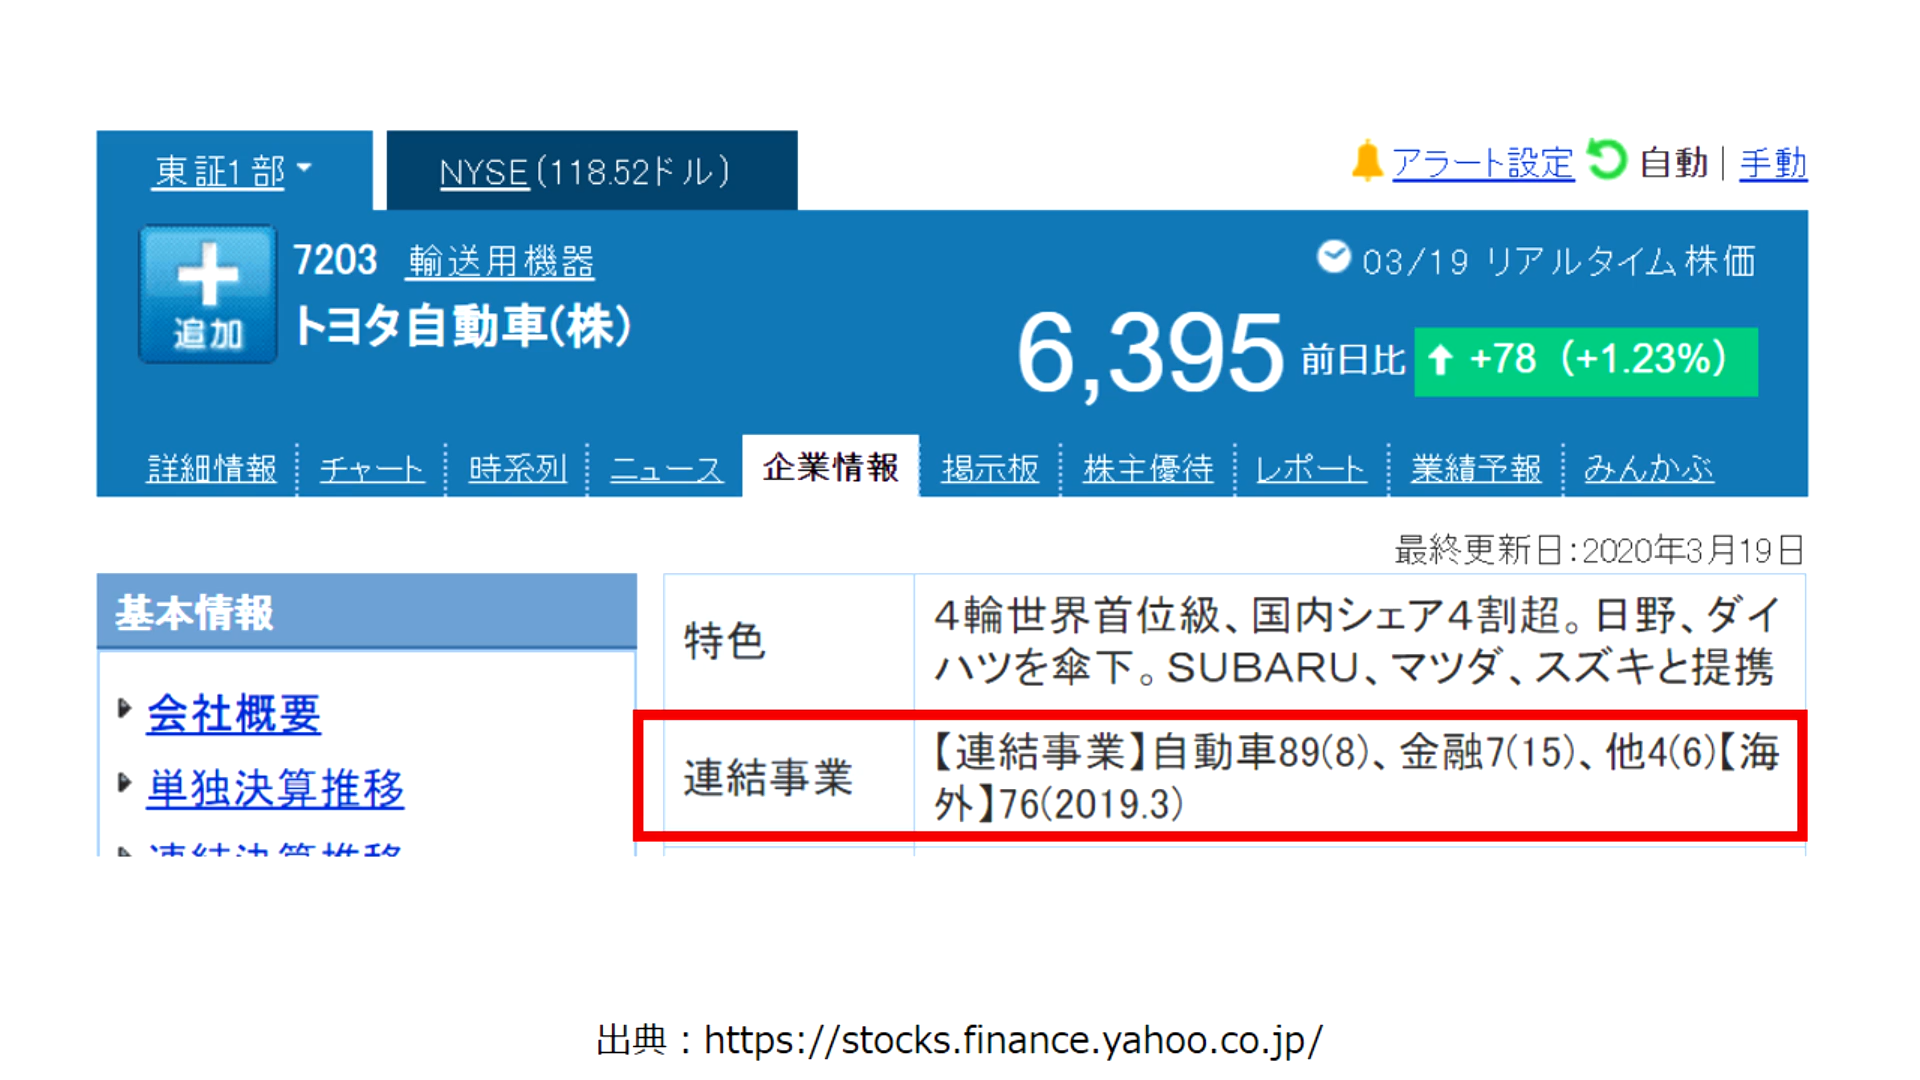 東証1部
NYSE(118.52ドル)
アラート設定 自動 | 手動
追加
7203 輸送用機器
トヨタ自動車(株)
03/19 リアルタイム株価
6,395 前日比 +78 (+1.23%)
詳細情報 チャート 時系列 ニュース 企業情報 掲示板 株主優待 レポート 業績予報 みんかぶ
最終更新日:2020年3月19日
基本情報
会社概要
単独決算推移
連結決算推移
特色
4輪世界首位級、国内シェア4割超。日野、ダイ
ハツを傘下。SUBARU、マツダ、スズキと提携
連結事業
【連結事業】自動車89(8)、金融7(15)、他4(6)【海
外】76(2019.3)
出典:https://stocks.finance.yahoo.co.jp/